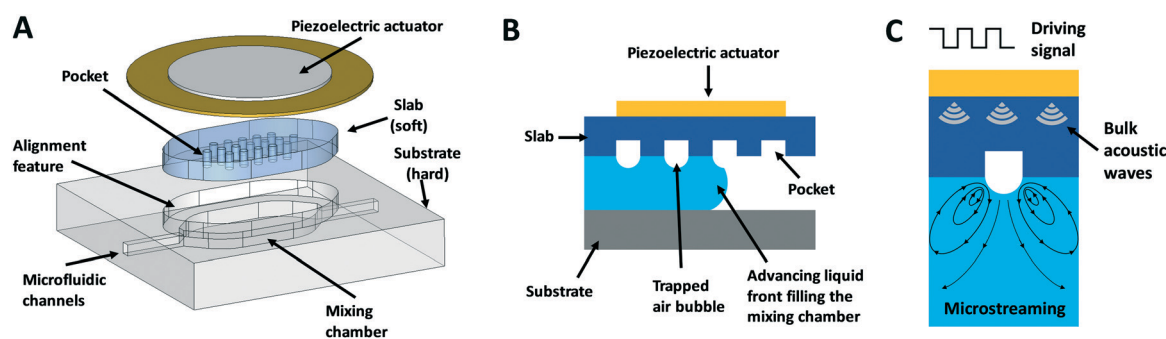 A
Piezoelectric actuator
Pocket
Slab
(soft)
Alignment
feature
Substrate
(hard)
Microfluidic
channels
Mixing
chamber
B
Piezoelectric actuator
Slab
Pocket
Substrate
Trapped
air bubble
Advancing liquid
front filling the
mixing chamber
C
Driving
signal
Bulk
acoustic
waves
Microstreaming